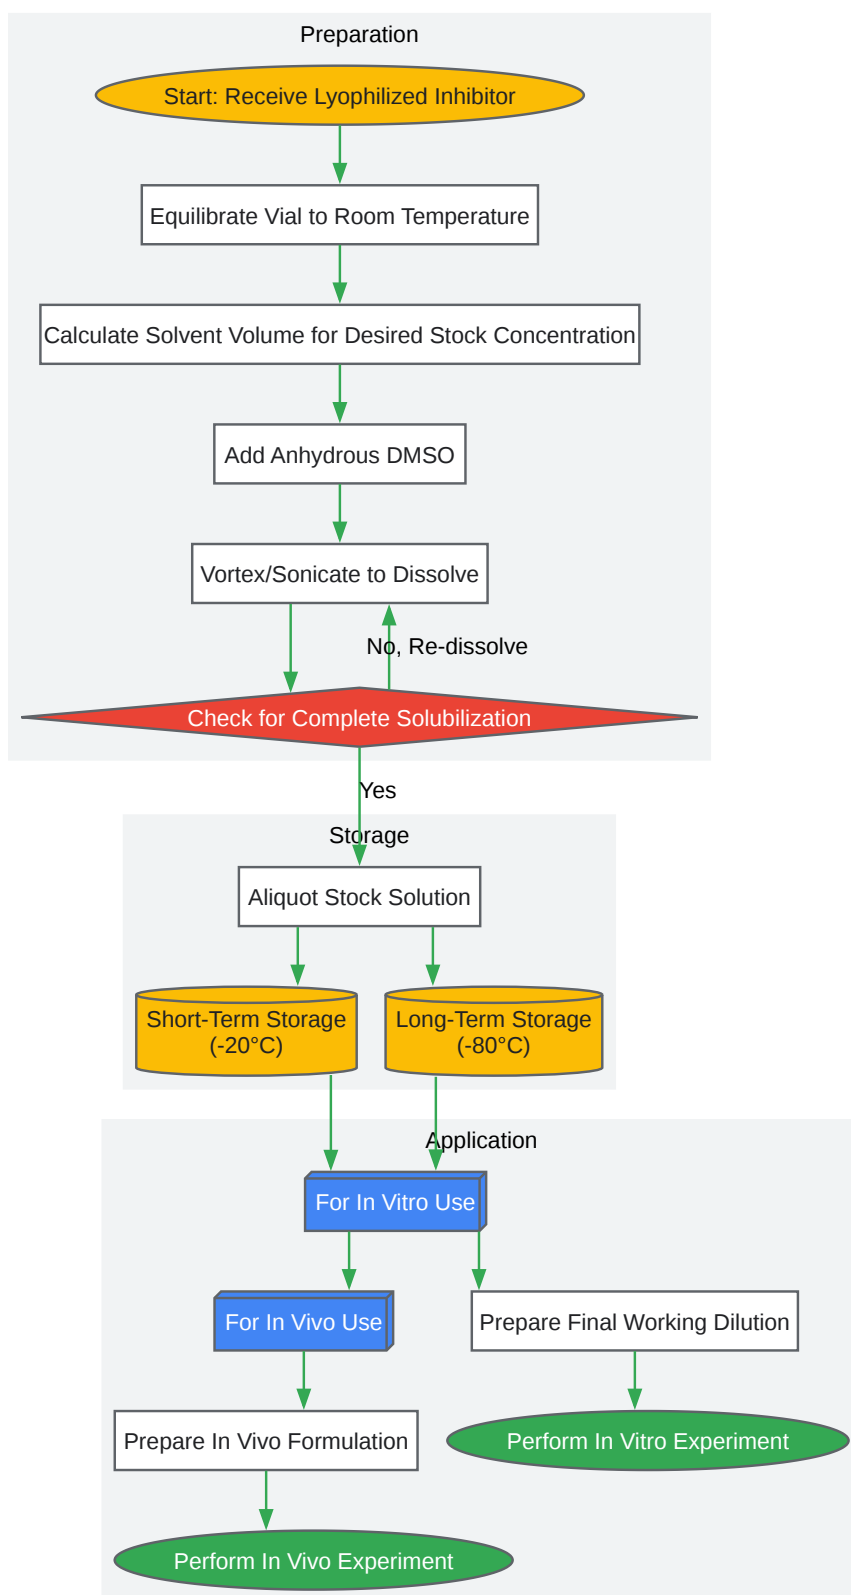 Preparation
Start: Receive Lyophilized Inhibitor
Equilibrate Vial to Room Temperature
Calculate Solvent Volume for Desired Stock Concentration
Add Anhydrous DMSO
Vortex/Sonicate to Dissolve
No, Re-dissolve
Check for Complete Solubilization
Yes
Storage
Aliquot Stock Solution
Short-Term Storage
(-20°C)
Long-Term Storage
(-80°C)
Application
For In Vitro Use
For In Vivo Use
Prepare Final Working Dilution
Prepare In Vivo Formulation
Perform In Vitro Experiment
Perform In Vivo Experiment